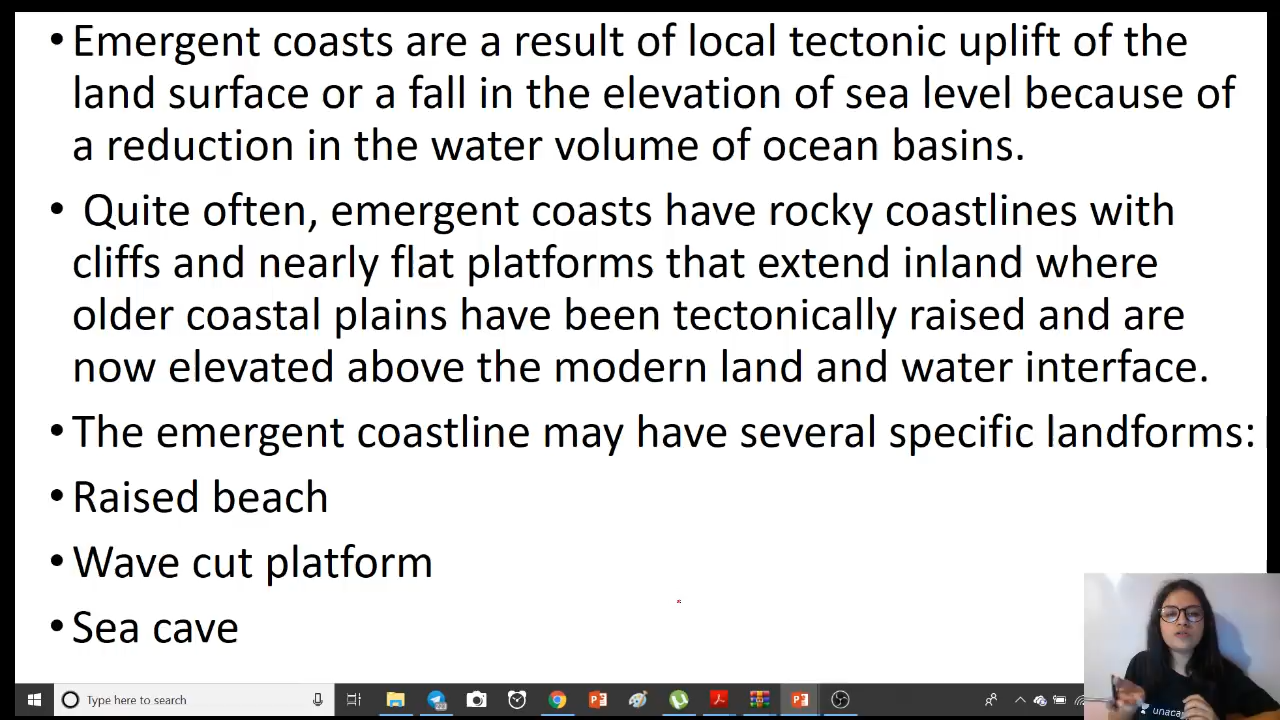 • Emergent coasts are a result of local tectonic uplift of the
land surface or a fall in the elevation of sea level because of
a reduction in the water volume of ocean basins.
• Quite often, emergent coasts have rocky coastlines with
cliffs and nearly flat platforms that extend inland where
older coastal plains have been tectonically raised and are
now elevated above the modern land and water interface.
• The emergent coastline may have several specific landforms:
• Raised beach
• Wave cut platform
• Sea cave
Type here to search